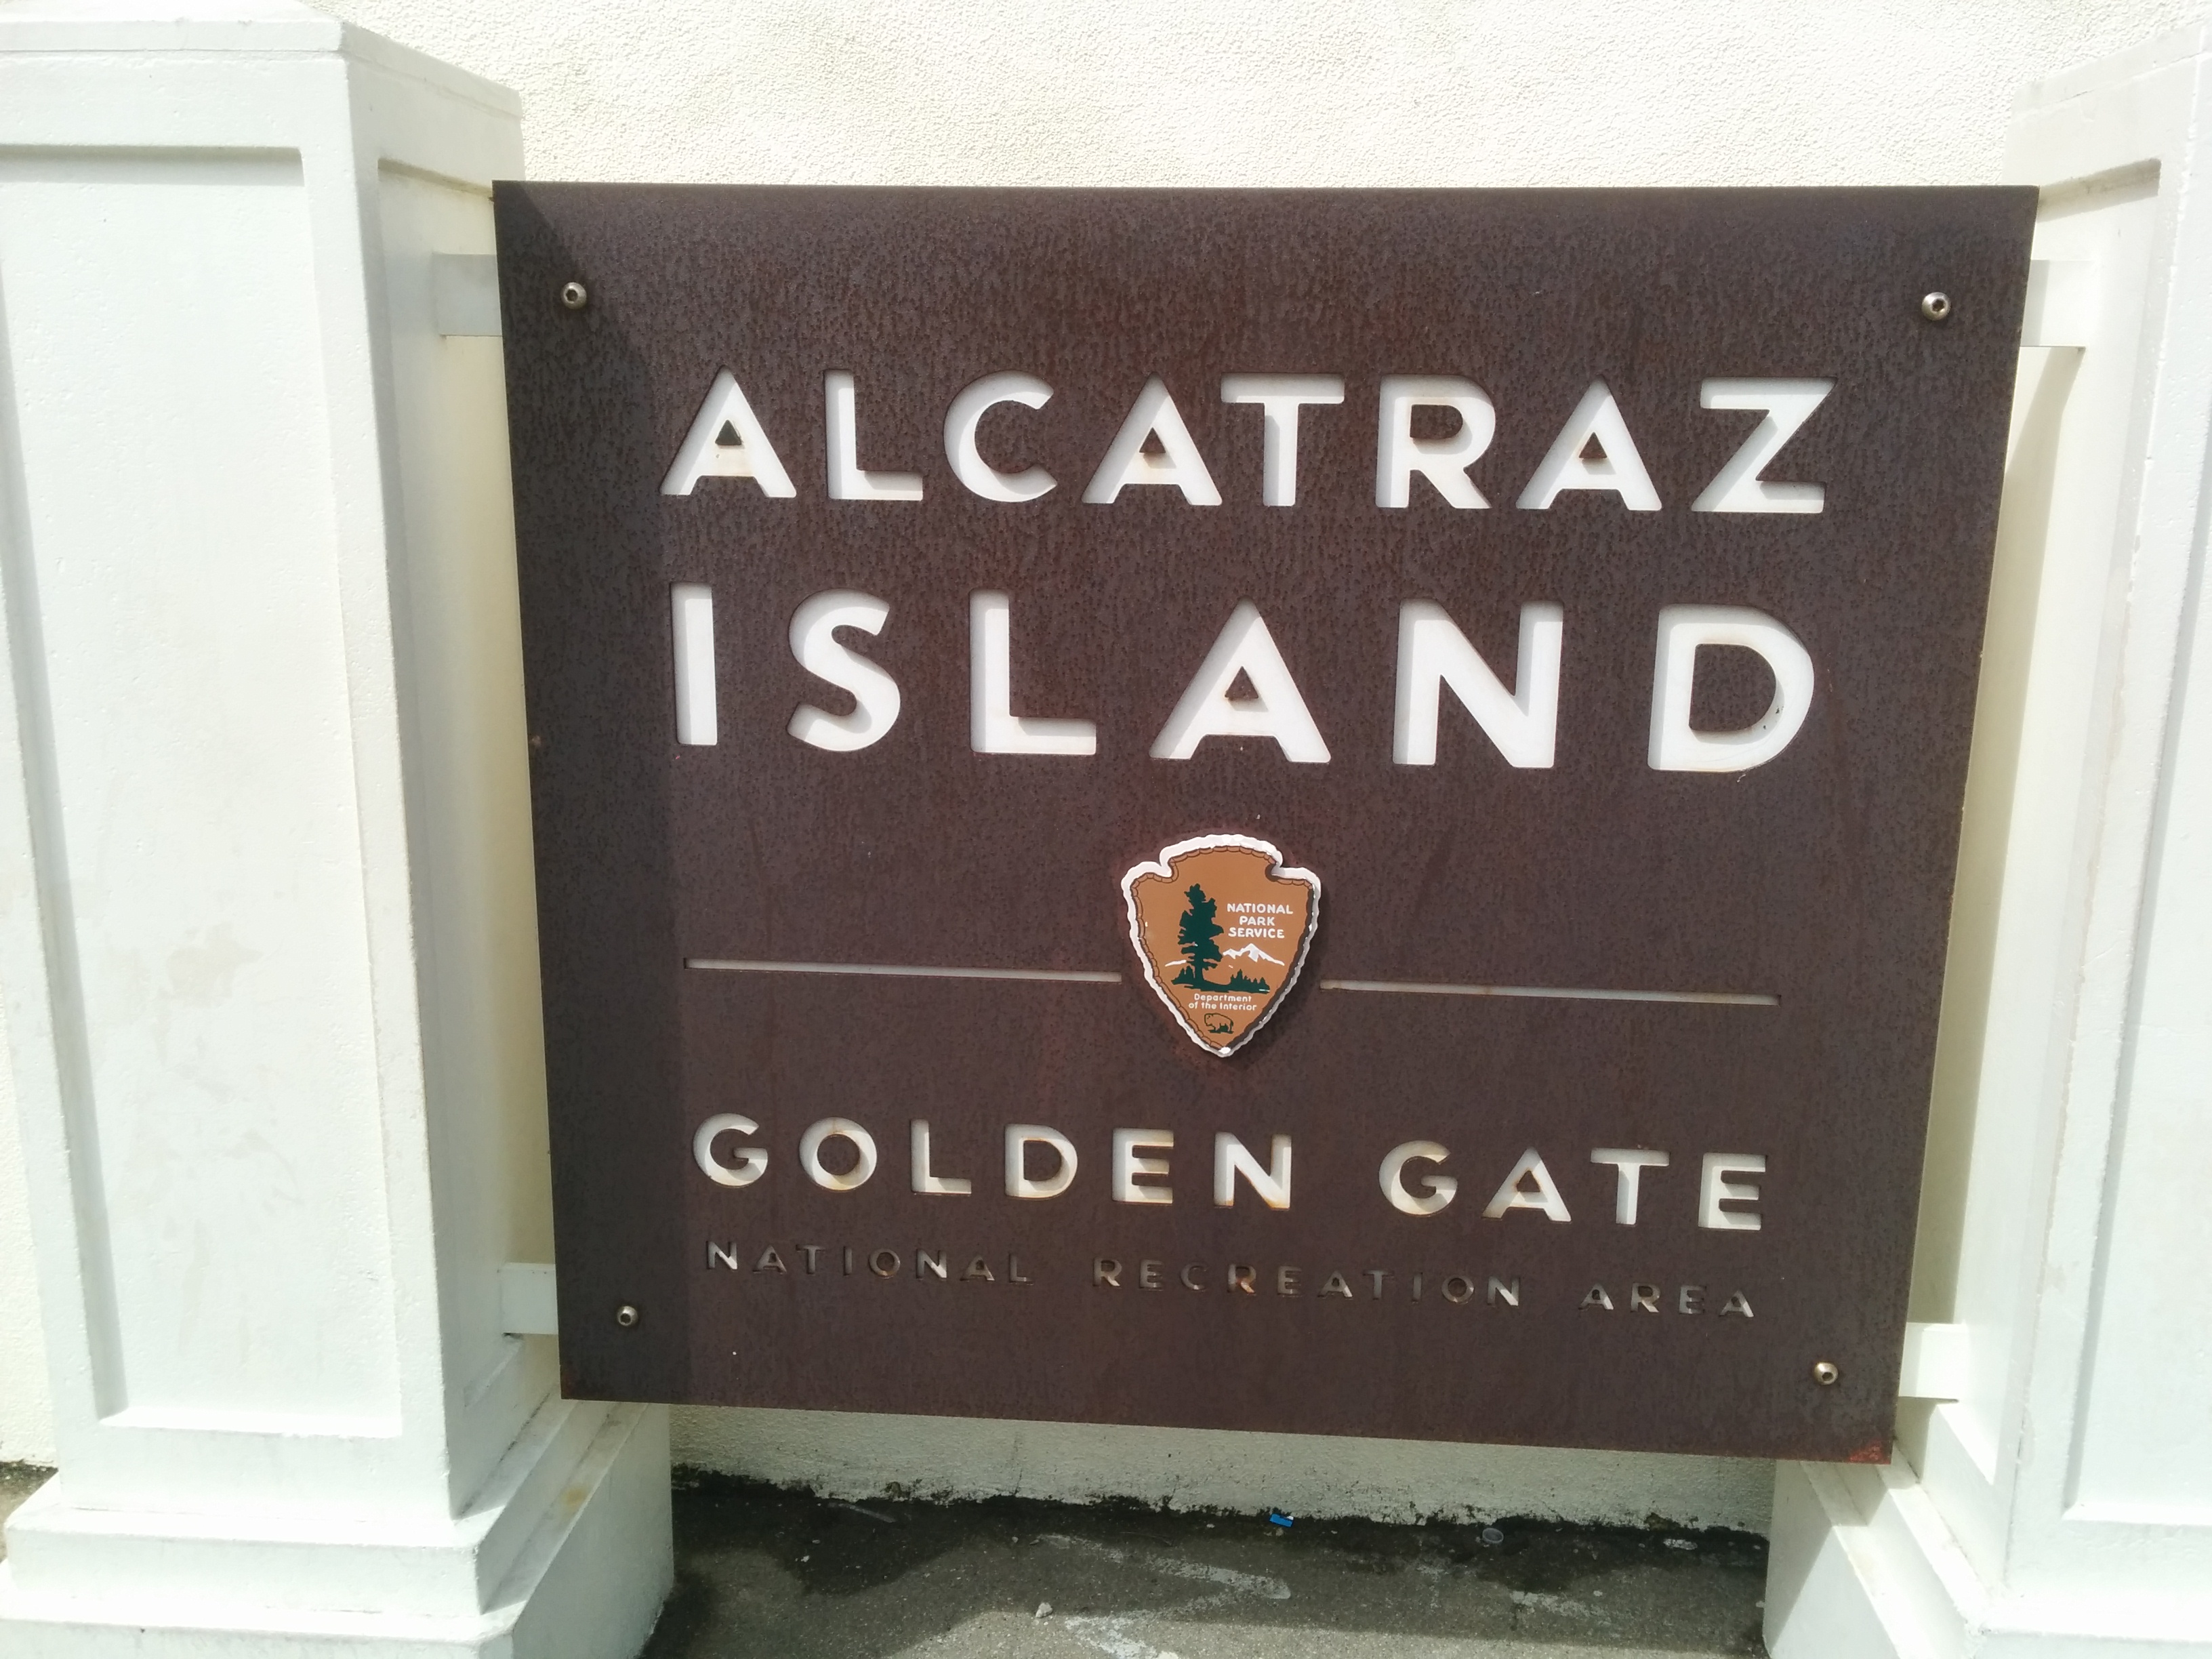 ALCATRAZ
ISLAND
NATIONAL
PARK
SERVICE
Department
of the Interior
GOLDEN GATE
NATIONAL RECREATION AREA